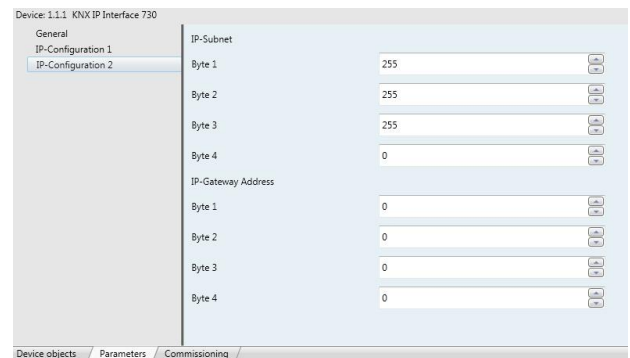 Device: 1.1.1 KNX IP Interface 730
General
IP-Configuration 1
IP-Configuration 2
IP-Subnet
Byte 1 255
Byte 2 255
Byte 3 255
Byte 4 0
IP-Gateway Address
Byte 1 0
Byte 2 0
Byte 3 0
Byte 4 0
Device objects / Parameters / Commissioning /